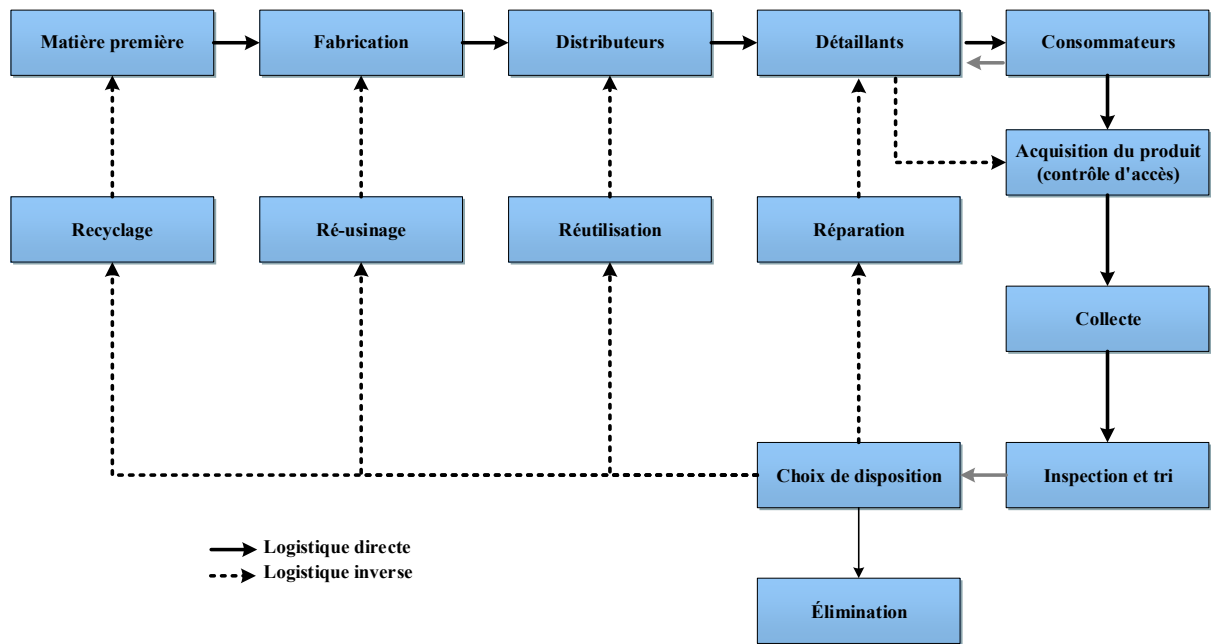 Matière première
Fabrication
Distributeurs
Détaillants
Consommateurs
Acquisition du produit
(contrôle d'accès)
Recyclage
Ré-usinage
Réutilisation
Réparation
Collecte
Choix de disposition
Inspection et tri
Logistique directe
Logistique inverse
Élimination